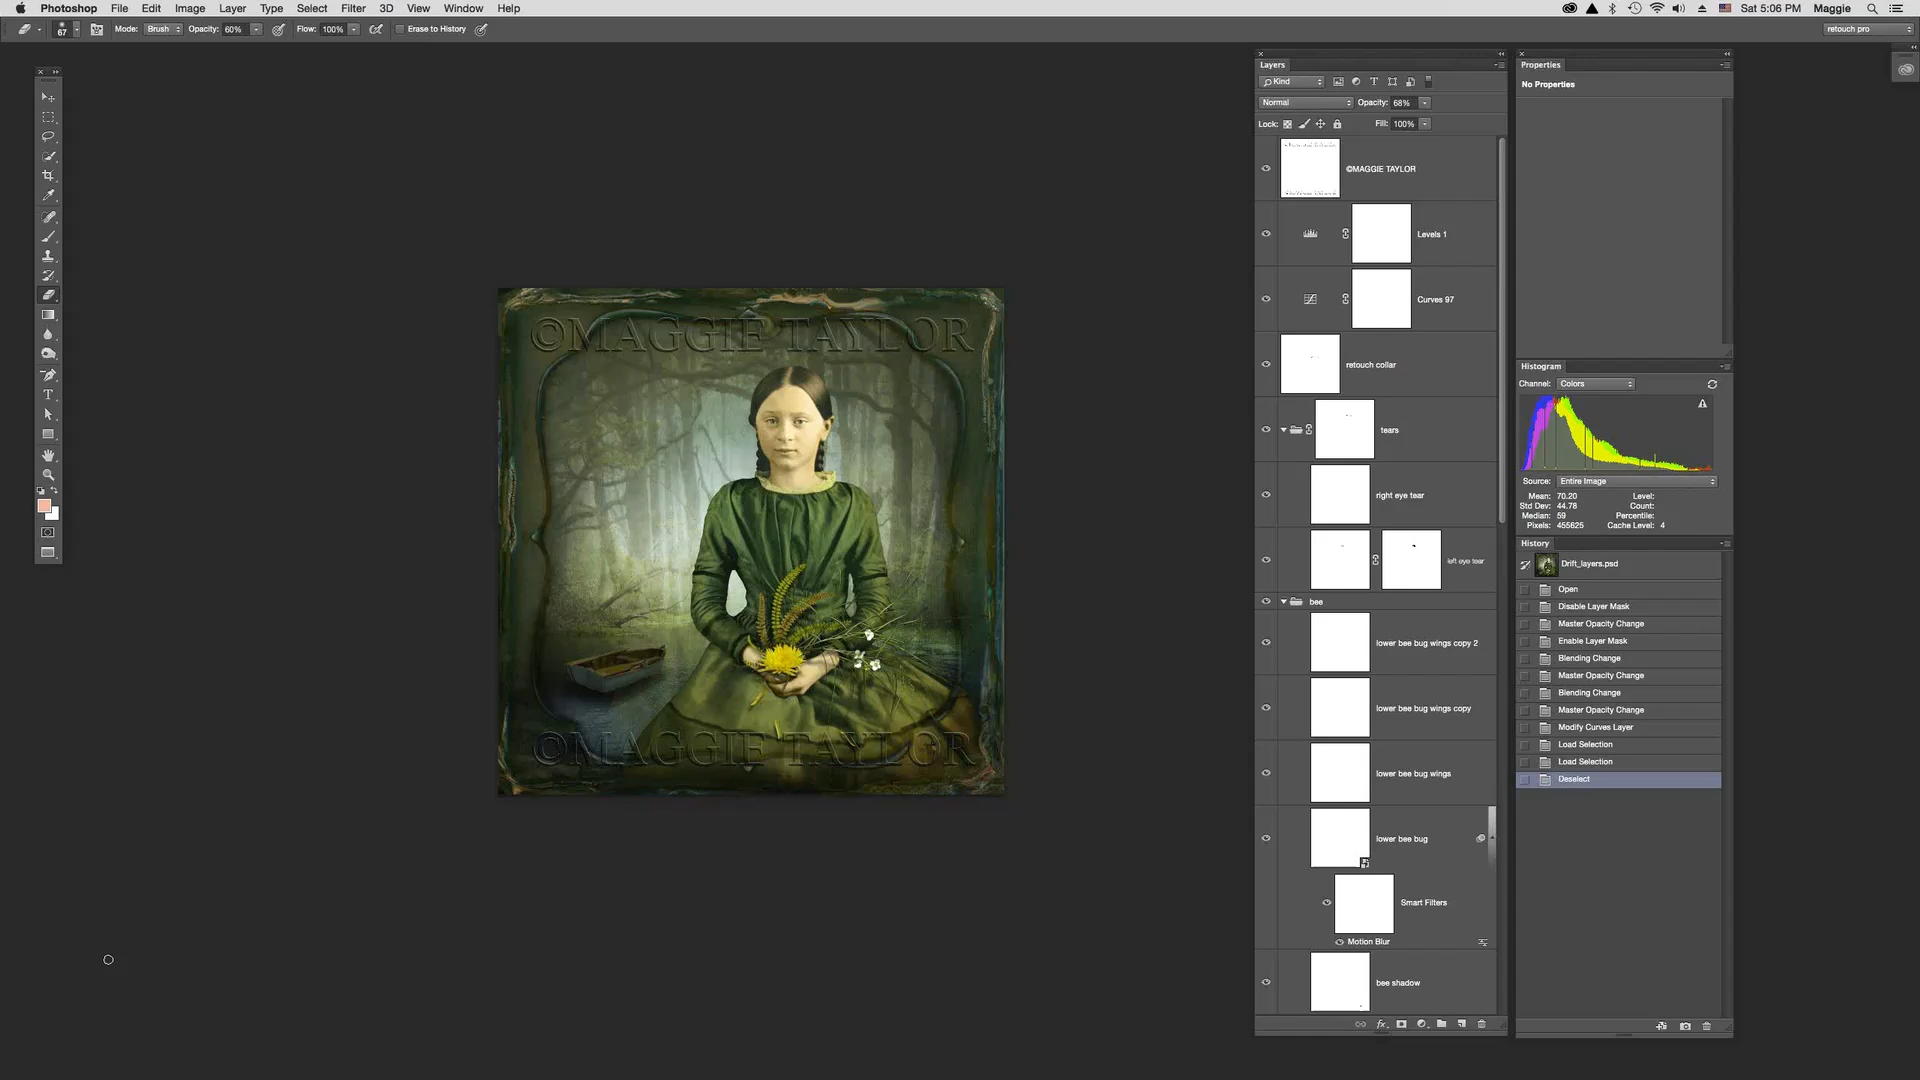 Photoshop File Edit Image Layer Type Select Filter 3D View Window Help Sat 5:06 PM Maggie
67 Mode: Brush Opacity: 60% Flow: 100% Erase to History retouch pro
Layers
Kind
Normal Opacity: 68%
Lock: Fill: 100%
©MAGGIE TAYLOR
Levels 1
Curves 97
retouch collar
tears
right eye tear
left eye tear
bee
lower bee bug wings copy 2
lower bee bug wings copy
lower bee bug wings
lower bee bug
Smart Filters
Motion Blur
bee shadow
fx
Properties
No Properties
Histogram
Channel: Colors
Source: Entire Image
Mean: 70.20 Level:
Std Dev: 44.78 Count:
Median: 59 Percentile:
Pixels: 455625 Cache Level: 4
History
Drift_layers.psd
Open
Disable Layer Mask
Master Opacity Change
Enable Layer Mask
Blending Change
Master Opacity Change
Blending Change
Master Opacity Change
Modify Curves Layer
Load Selection
Load Selection
Deselect
©MAGGIE TAYLOR
©MAGGIE TAYLOR